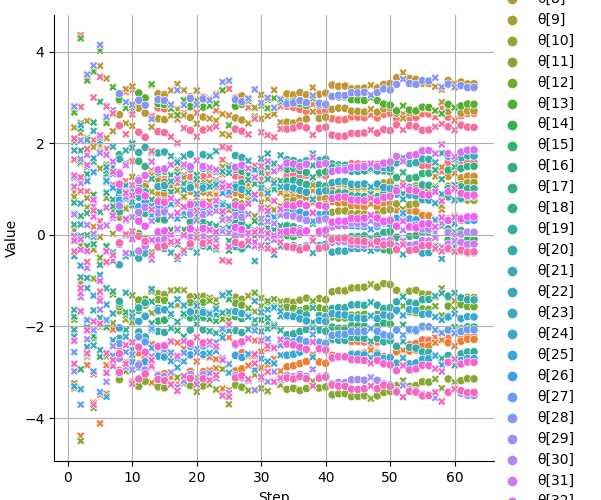 θ[8]
θ[9]
θ[10]
θ[11]
θ[12]
θ[13]
θ[14]
θ[15]
θ[16]
θ[17]
θ[18]
θ[19]
θ[20]
θ[21]
θ[22]
θ[23]
θ[24]
θ[25]
θ[26]
θ[27]
θ[28]
θ[29]
θ[30]
θ[31]
θ[32]
4
2
0
−2
−4
Value
0 10 20 30 40 50 60
Step